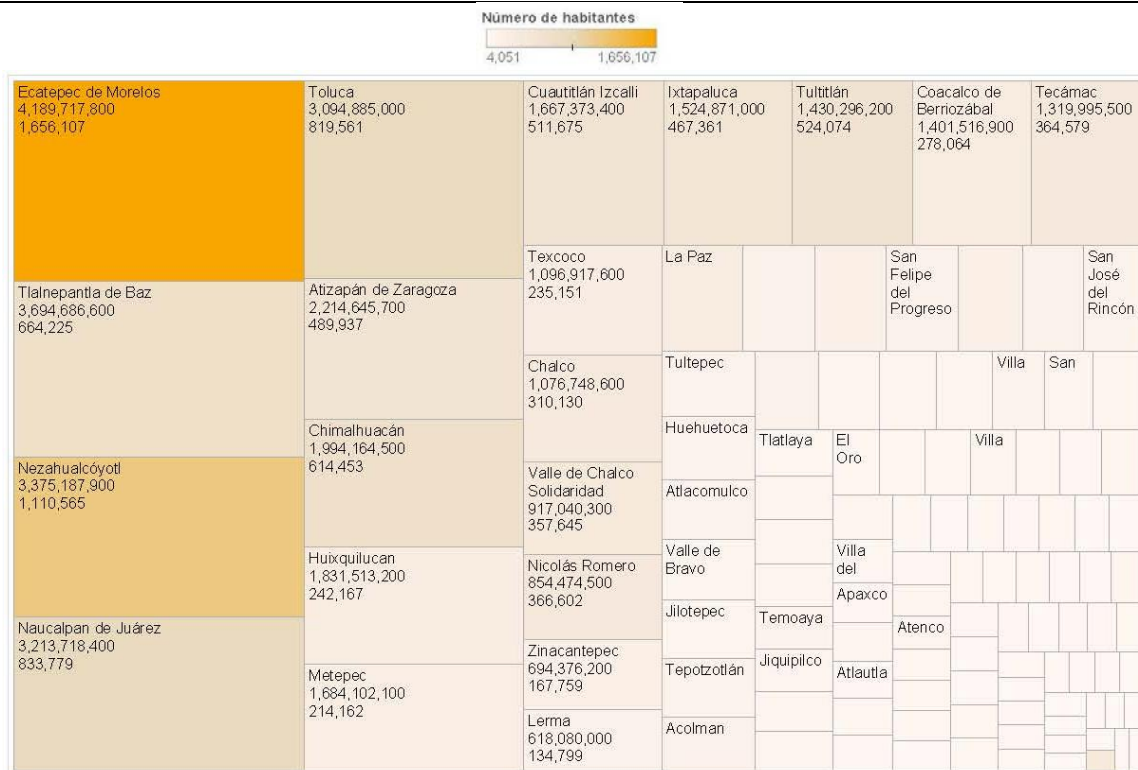 Número de habitantes
4,051 1,656,107
Ecatepec de Morelos
4,189,717,800
1,656,107
Tlalnepantla de Baz
3,694,686,600
664,225
Nezahualcóyotl
3,375,187,900
1,110,565
Naucalpan de Juárez
3,213,718,400
833,779
Toluca
3,094,885,000
819,561
Atizapán de Zaragoza
2,214,645,700
489,937
Chimalhuacán
1,994,164,500
614,453
Huixquilucan
1,831,513,200
242,167
Metepec
1,684,102,100
214,162
Cuautitlán Izcalli
1,667,373,400
511,675
Ixtapaluca
1,524,871,000
467,361
Tultitlán
1,430,296,200
524,074
Coacalco de
Berriozábal
1,401,516,900
278,064
Tecámac
1,319,995,500
364,579
Texcoco
1,096,917,600
235,151
Chalco
1,076,748,600
310,130
Valle de Chalco
Solidaridad
917,040,300
357,645
Nicolás Romero
854,474,500
366,602
Zinacantepec
694,376,200
167,759
Lerma
618,080,000
134,799
La Paz
San
Felipe
del
Progreso
San
José
del
Rincón
Tultepec
Villa
San
Huehuetoca
Tlatlaya
El
Oro
Villa
Atlacomulco
Valle de
Bravo
Villa
del
Apaxco
Jilotepec
Temoaya
Atenco
Tepotzotlán
Jiquipilco
Atlautla
Acolman